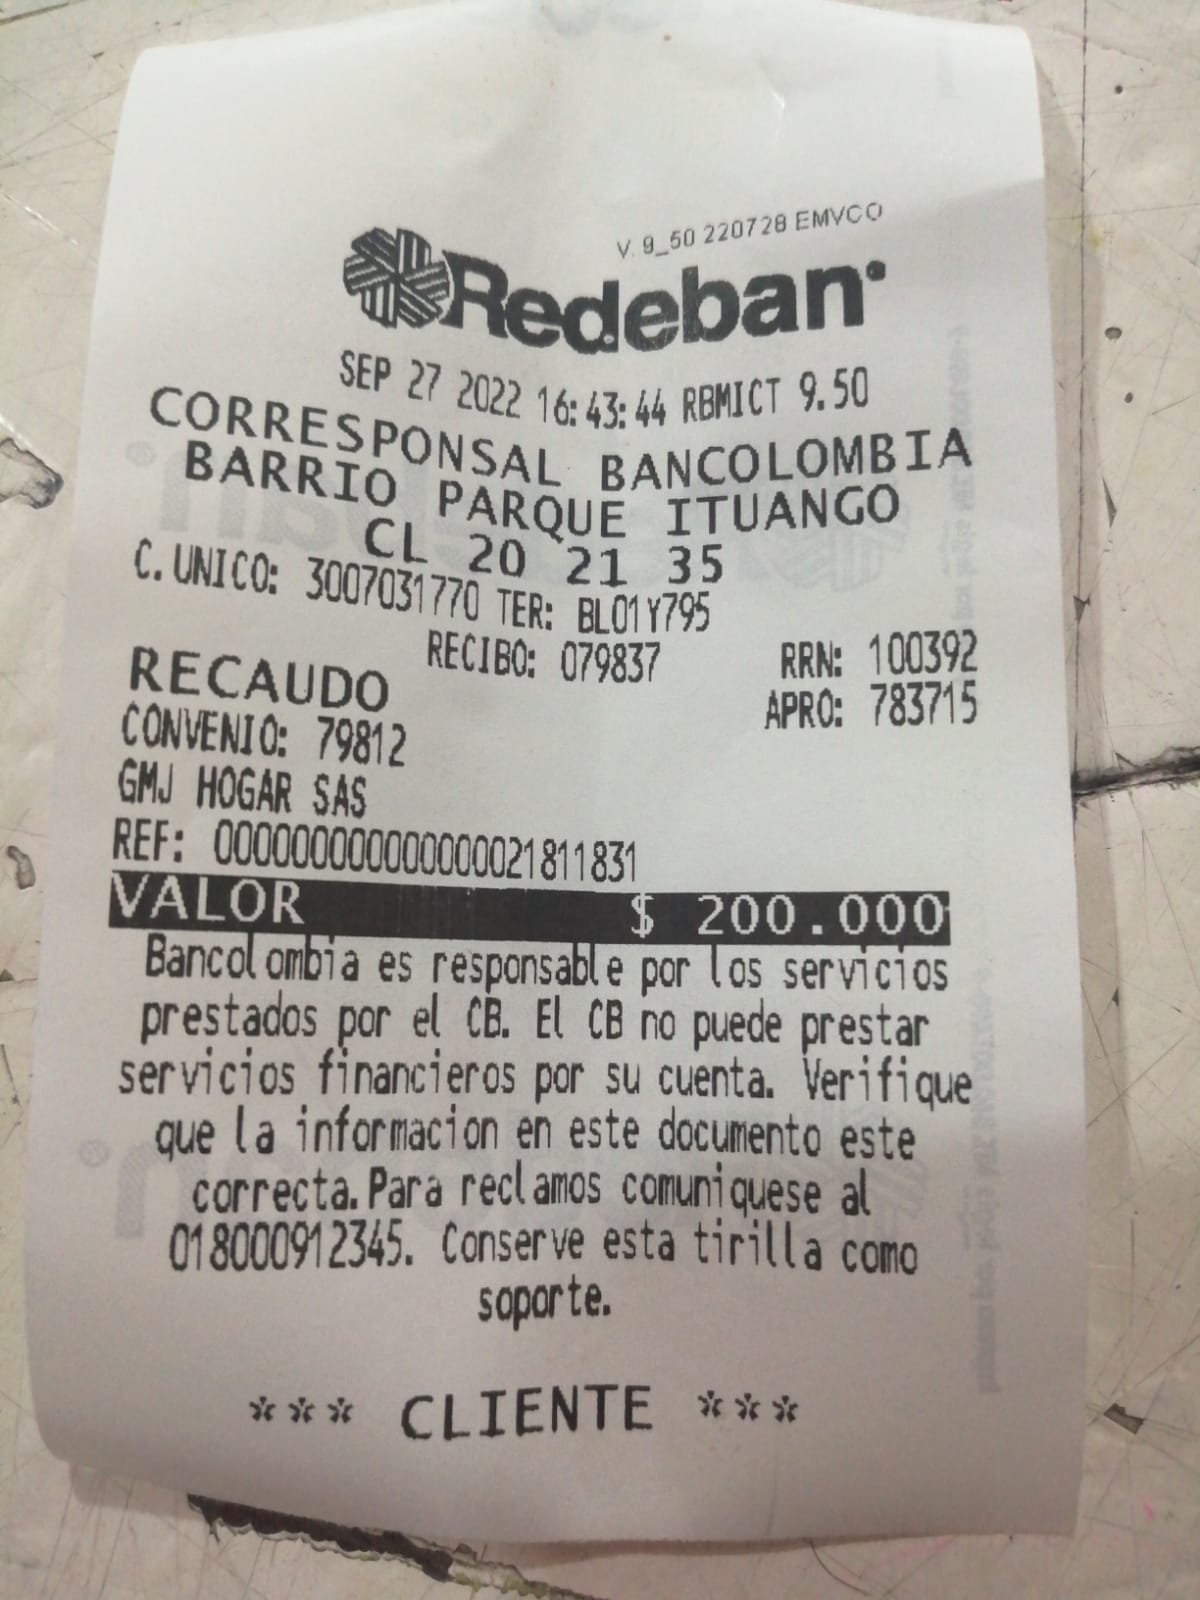 V. 9_50 220728 EMVCO
Redeban
SEP 27 2022 16:43:44 RBMICT 9.50
CORRESPONSAL BANCOLOMBIA
BARRIO PARQUE ITUANGO
CL 20 21 35
C. UNICO: 3007031770 TER: BL01Y795
RECIBO: 079837 RRN: 100392
RECAUDO APRO: 783715
CONVENIO: 79812
GMJ HOGAR SAS
REF: 0000000000000000021811831
VALOR $ 200.000
Bancolombia es responsable por los servicios
prestados por el CB. El CB no puede prestar
servicios financieros por su cuenta. Verifique
que la informacion en este documento este
correcta. Para reclamos comuniquese al
018000912345. Conserve esta tirilla como
soporte.
*** CLIENTE ***